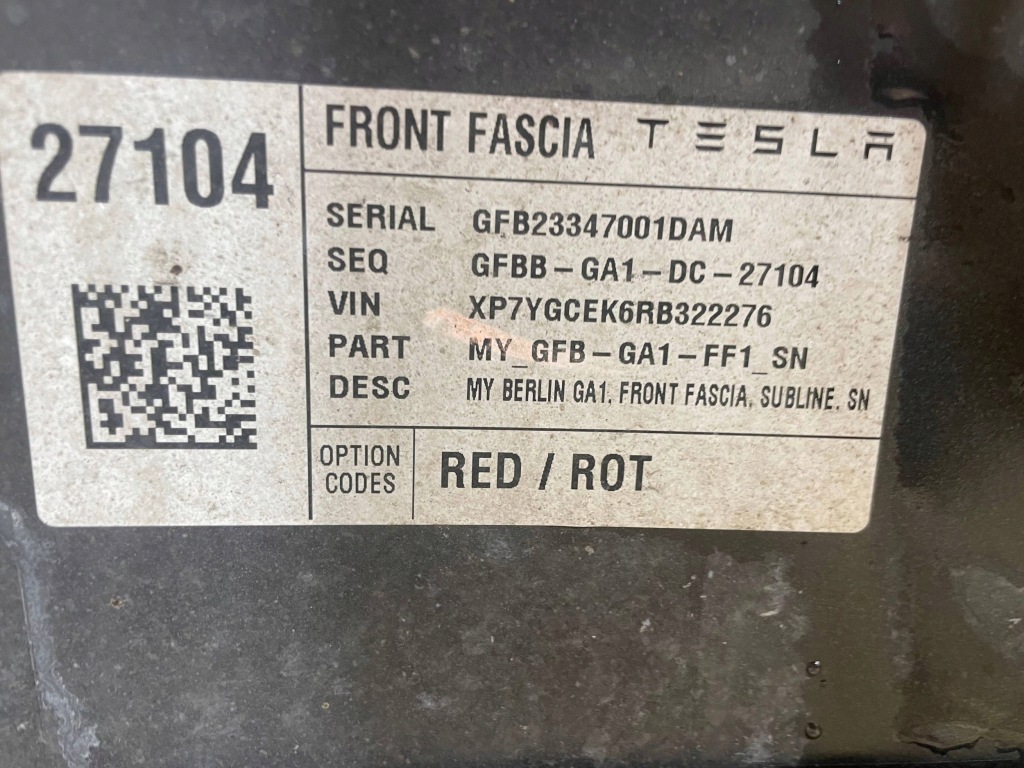 27104
FRONT FASCIA TESLA
SERIAL GFB23347001DAM
SEQ GFBB-GA1-DC-27104
VIN XP7YGCEK6RB322276
PART MY_GFB-GA1-FF1_SN
DESC MY BERLIN GA1, FRONT FASCIA, SUBLINE, SN
OPTION CODES RED / ROT